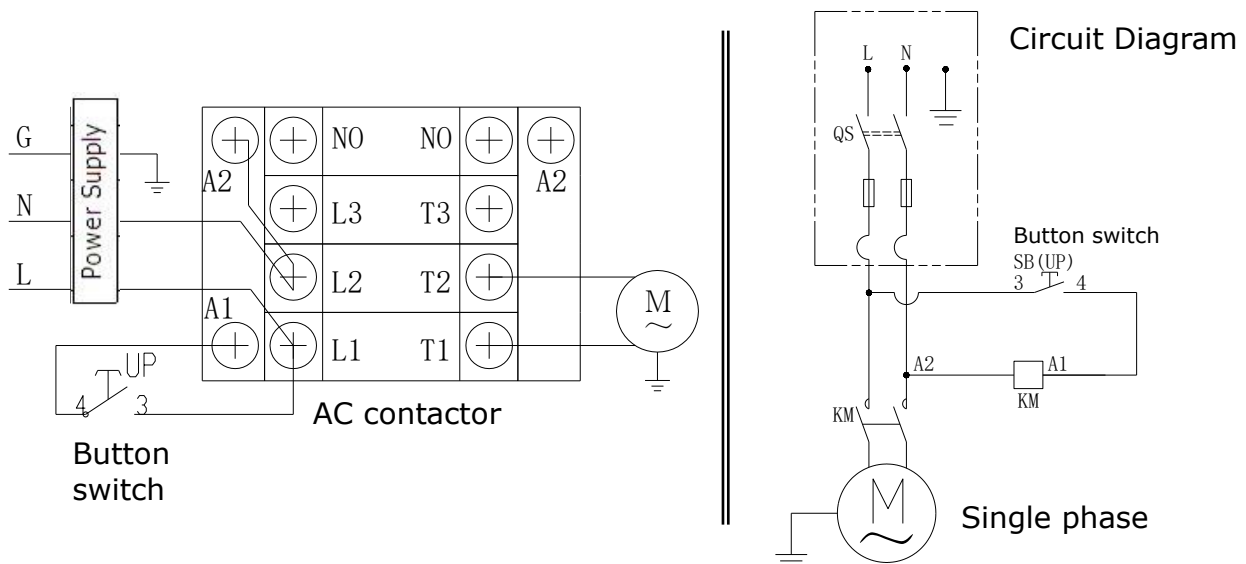 G
N
L
Power Supply
A2
NO
NO
A2
L3
T3
L2
T2
A1
L1
T1
M
UP
4
3
AC contactor
Button
switch
Circuit Diagram
L
N
QS
Button switch
SB(UP)
3
4
A2
A1
KM
KM
M
Single phase